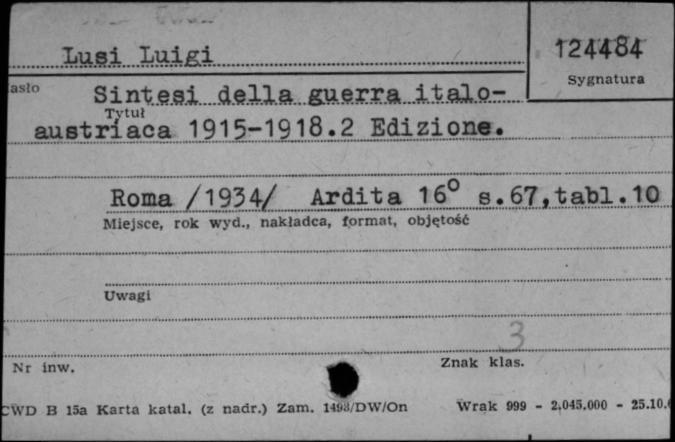 Lusi Luigi
124484
Sygnatura
asło
Sintesi della guerra italo-
Tytuł
austriaca 1915-1918.2 Edizione.
Roma /1934/ Ardita 16° s.67,tabl.10
Miejsce, rok wyd., nakładca, format, objętość
Uwagi
3
Nr inw.
Znak klas.
CWD B 15a Karta katal. (z nadr.) Zam. 1493/DW/On Wrak 999 - 2.045.000 - 25.10.